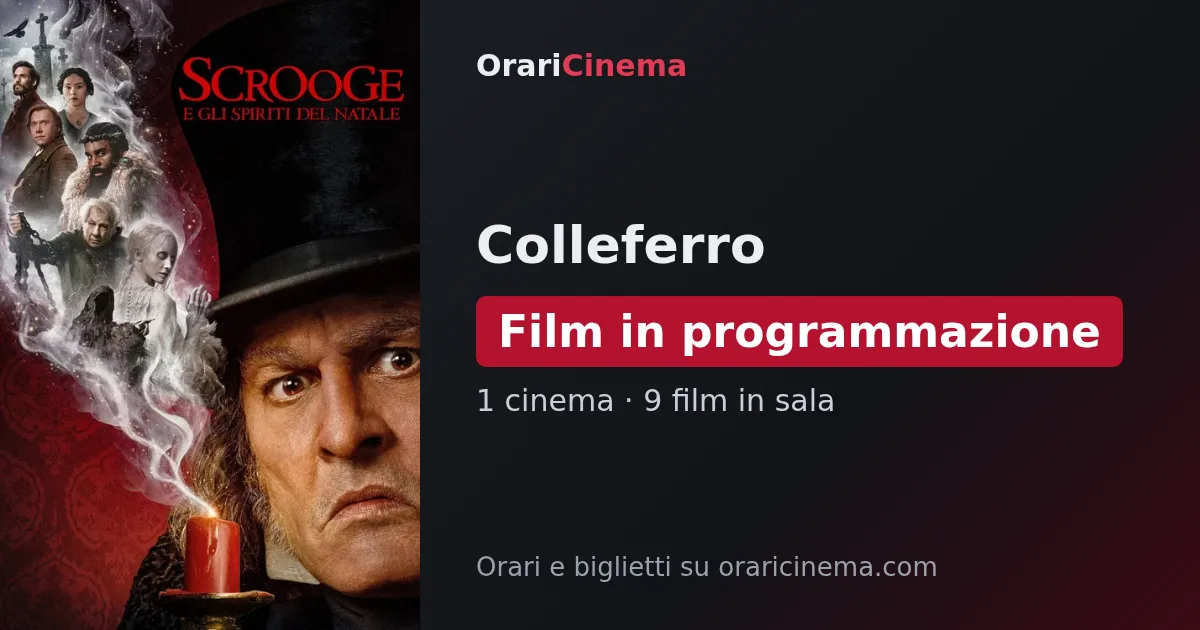 SCROOGE
E GLI SPIRITI DEL NATALE
OrariCinema
Colleferro
Film in programmazione
1 cinema · 9 film in sala
Orari e biglietti su oraricinema.com